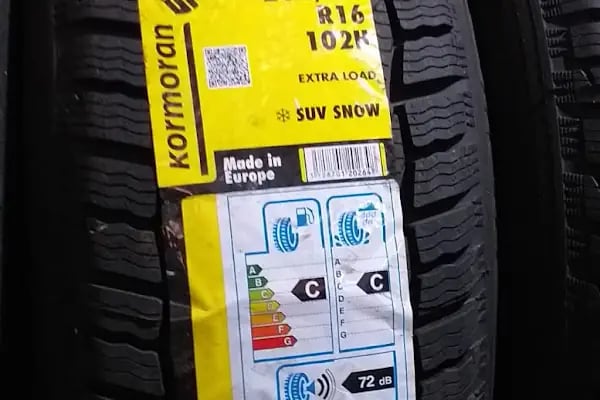 kormoran
R16
102H
EXTRA LOAD
SUV SNOW
Made in
Europe
A
B
C
D
E
F
G
C
A
B
C
D
E
F
G
C
72 dB